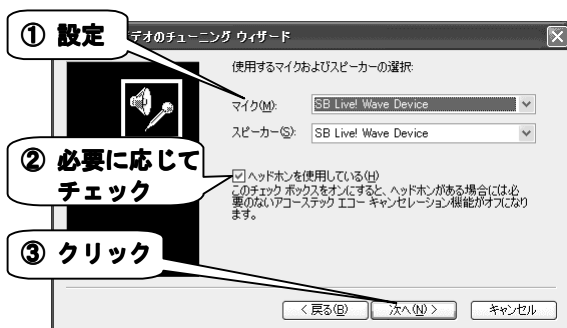 ① 設定
デオのチューニング ウィザード
使用するマイクおよびスピーカーの選択:
マイク(M):
SB Live! Wave Device
スピーカー(S):
SB Live! Wave Device
② 必要に応じて
チェック
ヘッドホンを使用している(H)
このチェック ボックスをオンにすると、ヘッドホンがある場合には必
要のないアコーステック エコー キャンセレーション機能がオフになり
ます。
③ クリック
< 戻る(B)
次へ(N) >
キャンセル